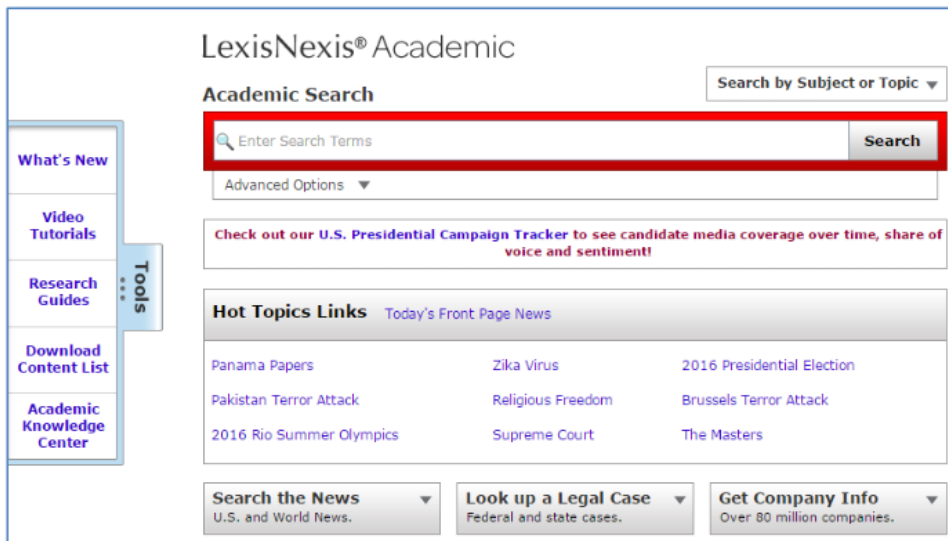 LexisNexis® Academic
Search by Subject or Topic
Academic Search
Enter Search Terms
Search
Advanced Options
What's New
Video
Tutorials
Research
Guides
Download
Content List
Academic
Knowledge
Center
Tools
Check out our U.S. Presidential Campaign Tracker to see candidate media coverage over time, share of
voice and sentiment!
Hot Topics Links Today's Front Page News
Panama Papers Zika Virus 2016 Presidential Election
Pakistan Terror Attack Religious Freedom Brussels Terror Attack
2016 Rio Summer Olympics Supreme Court The Masters
Search the News
U.S. and World News.
Look up a Legal Case
Federal and state cases.
Get Company Info
Over 80 million companies.